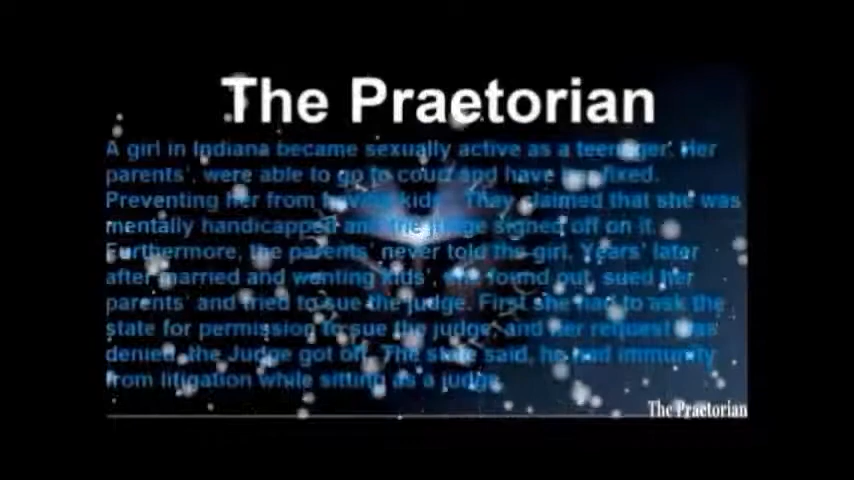 The Praetorian
A girl in Indiana became sexually active as a teenager. Her
parents', were able to go to court and have her fixed.
Preventing her from having kids'. They claimed that she was
mentally handicapped and the judge signed off on it.
Furthermore, the parents' never told the girl. Years' later
after married and wanting kids', she found out, sued her
parents' and tried to sue the judge. First she had to ask the
state for permission to sue the judge, and her request was
denied, the Judge got off. The state said, he had immunity
from litigation while sitting as a judge.
The Praetorian